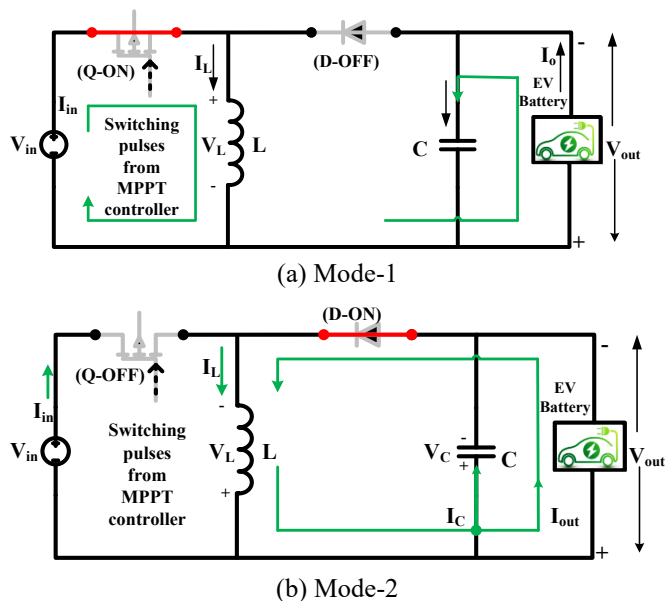 (Q-ON)
(D-OFF)
I_L
I_o
-
EV
Battery
I_in
+
Switching
pulses
from
MPPT
controller
V_in
V_L
L
C
V_out
-
+
(a) Mode-1
(D-ON)
(Q-OFF)
I_L
-
I_in
-
EV
Battery
Switching
pulses
from
MPPT
controller
V_in
V_L
L
V_C
-
+
C
V_out
+
I_C
I_out
+
(b) Mode-2